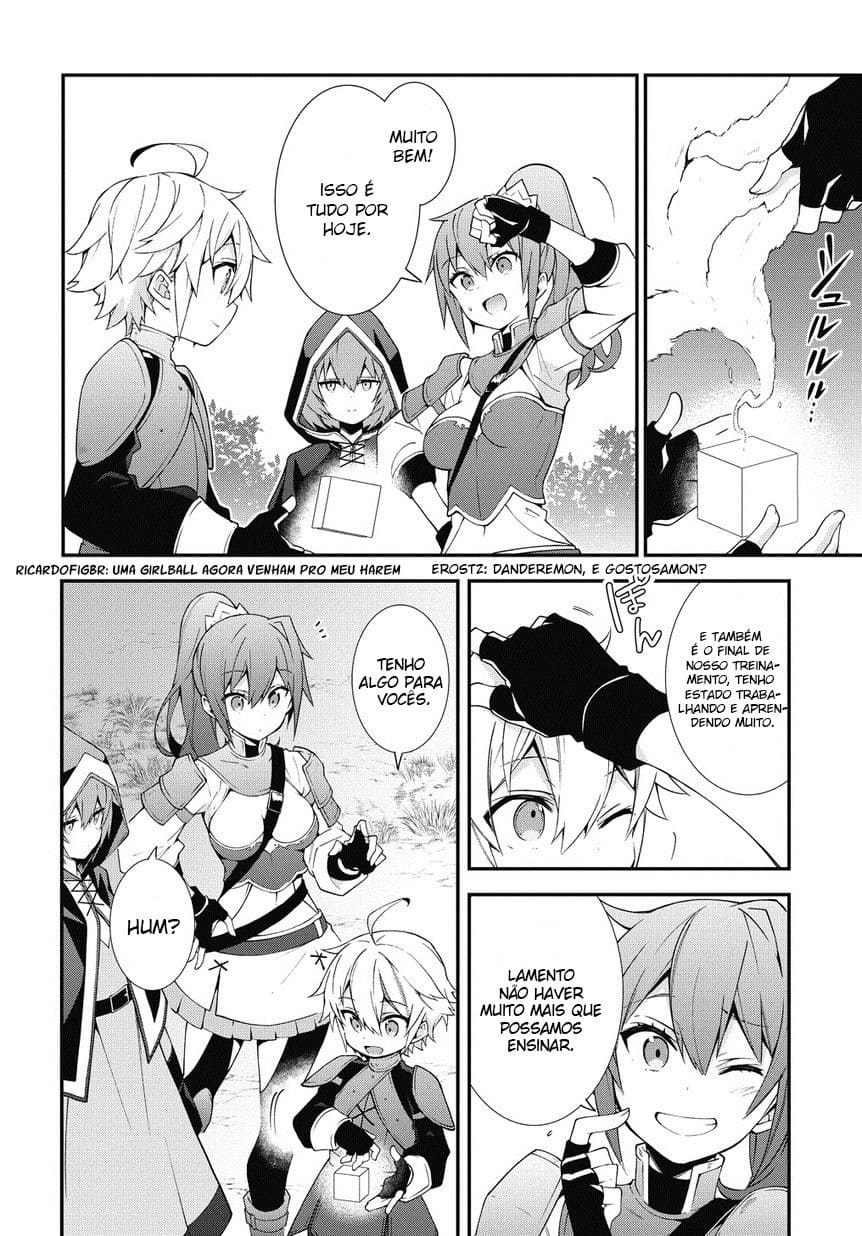 MUITO
BEM!
ISSO É
TUDO POR
HOJE.
シュルルル…
RICARDOFIGBR: UMA GIRLBALL AGORA VENHAM PRO MEU HAREM
EROSTZ: DANDEREMON, E GOSTOSAMON?
ぽん
E TAMBÉM
É O FINAL DE
NOSSO TREINA-
MENTO, TENHO
ESTADO TRABA-
LHANDO E APREN-
DENDO MUITO.
LAMENTO
NÃO HAVER
MUITO MAIS QUE
POSSAMOS
ENSINAR.
TENHO
ALGO PARA
VOCÊS.
HUM?